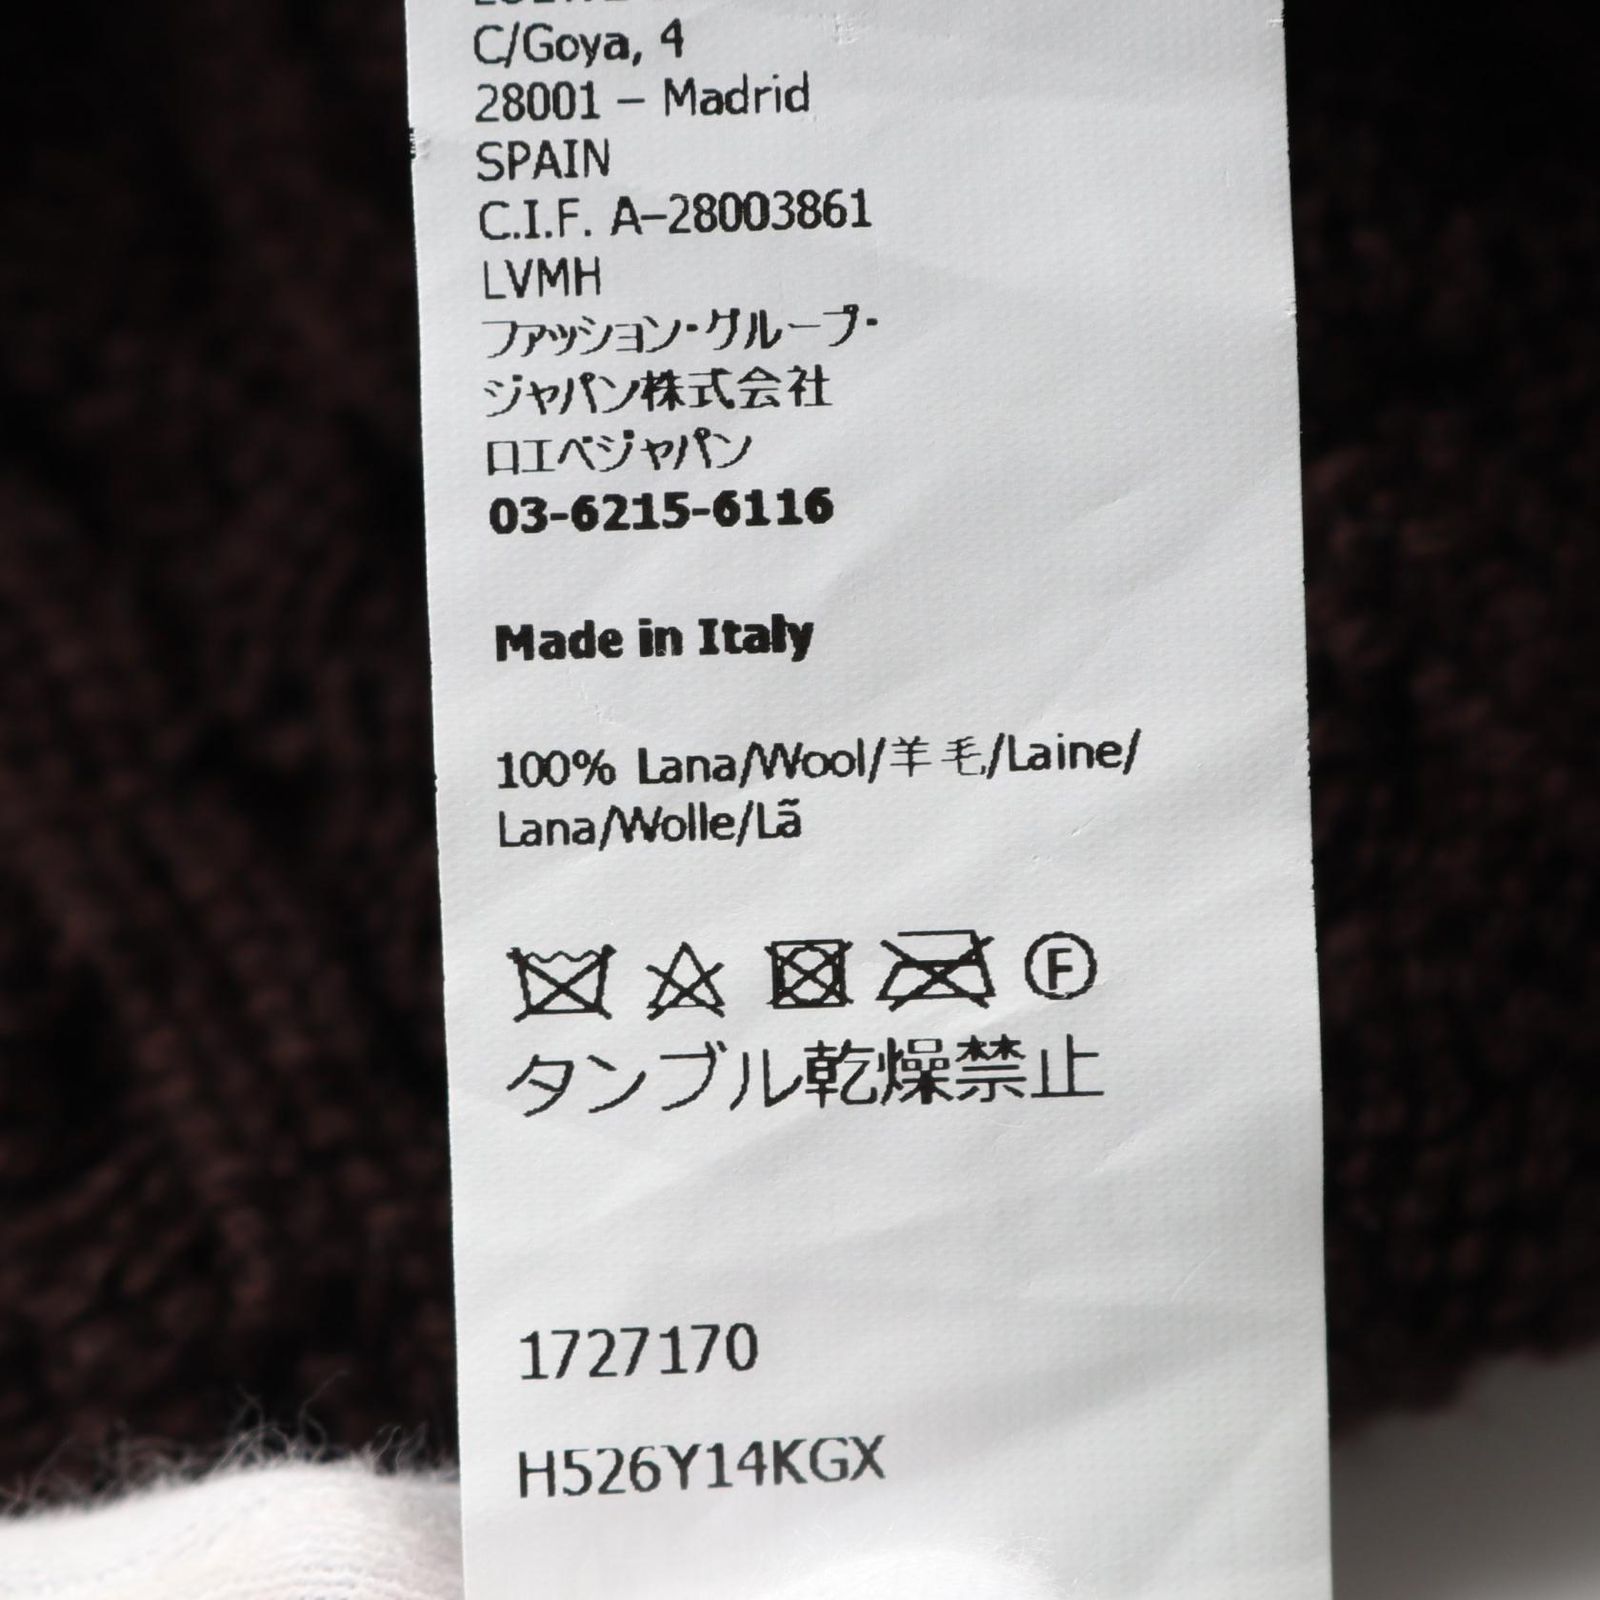 C/Goya, 4
28001 – Madrid
SPAIN
C.I.F. A–28003861
LVMH
ファッション・グループ・
ジャパン株式会社
ロエベジャパン
03-6215-6116
Made in Italy
100% Lana/Wool/羊毛/Laine/
Lana/Wolle/Lã
F
タンブル乾燥禁止
1727170
H526Y14KGX